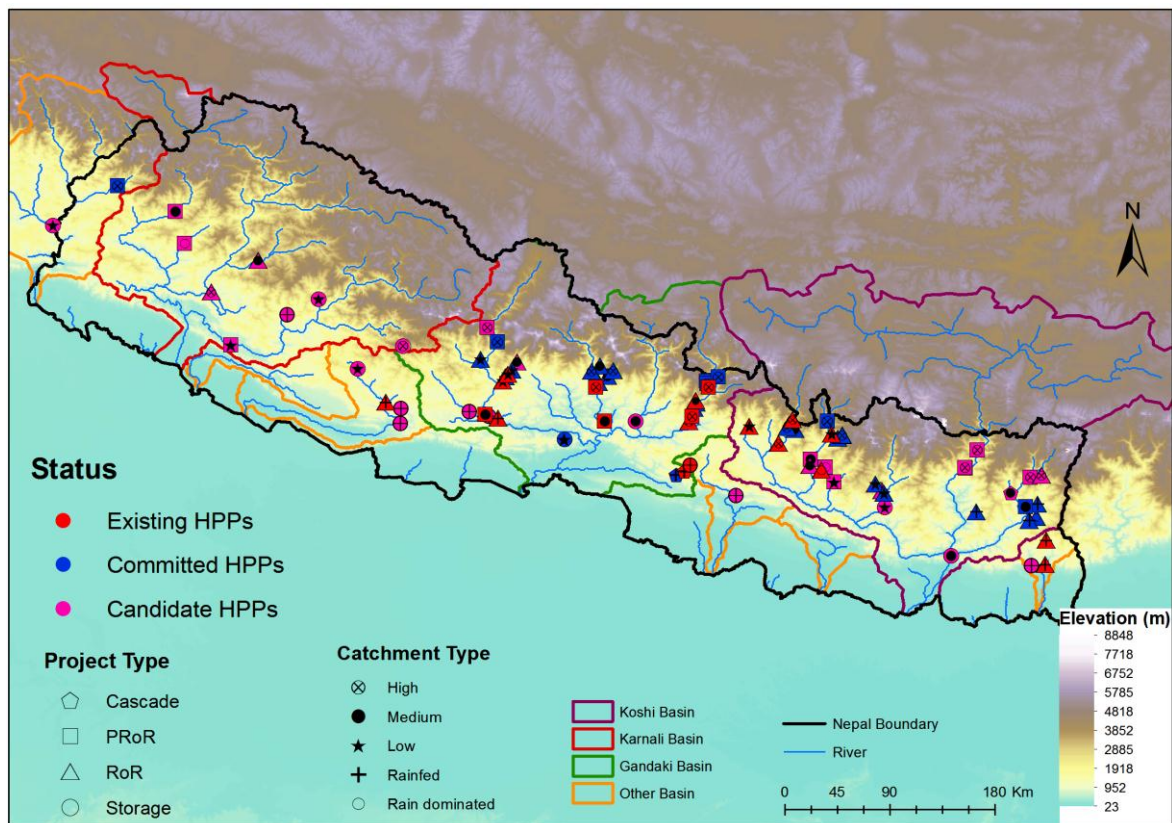 N
Status
Existing HPPs
Committed HPPs
Candidate HPPs
Project Type
Cascade
PRoR
RoR
Storage
Catchment Type
High
Medium
Low
Rainfed
Rain dominated
Koshi Basin
Karnali Basin
Gandaki Basin
Other Basin
Nepal Boundary
River
0 45 90 180 Km
Elevation (m)
8848
7718
6752
5785
4818
3852
2885
1918
952
23